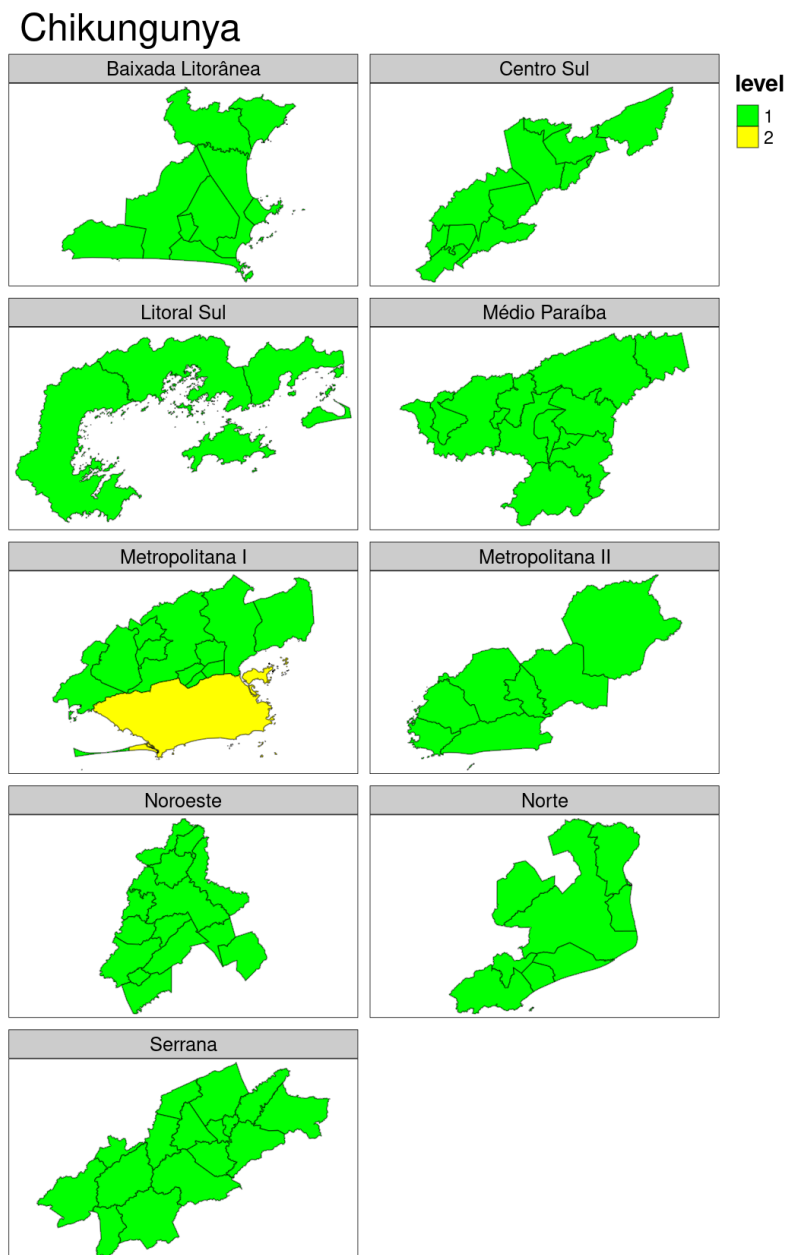 Chikungunya
Baixada Litorânea
Centro Sul
level
1
2
Litoral Sul
Médio Paraíba
Metropolitana I
Metropolitana II
Noroeste
Norte
Serrana